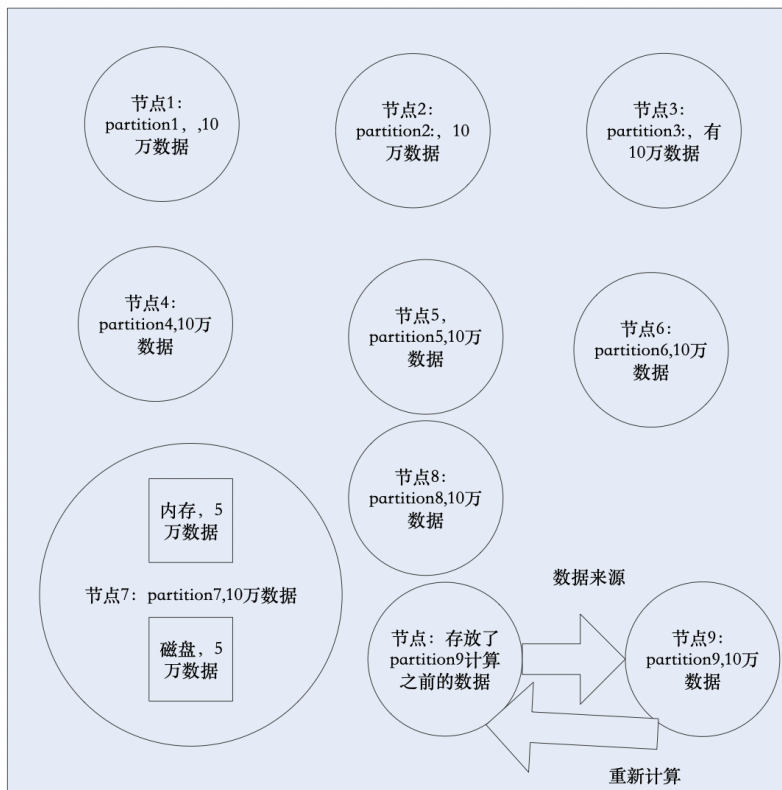 节点1：
partition1，,10
万数据
节点2：
partition2:，10
万数据
节点3：
partition3:，有
10万数据
节点4：
partition4,10万
数据
节点5，
partition5,10万
数据
节点6：
partition6,10万
数据
内存，5
万数据
节点7：partition7,10万数据
磁盘，5
万数据
节点8：
partition8,10万
数据
数据来源
节点：存放了
partition9计算
之前的数据
节点9：
partition9,10万
数据
重新计算